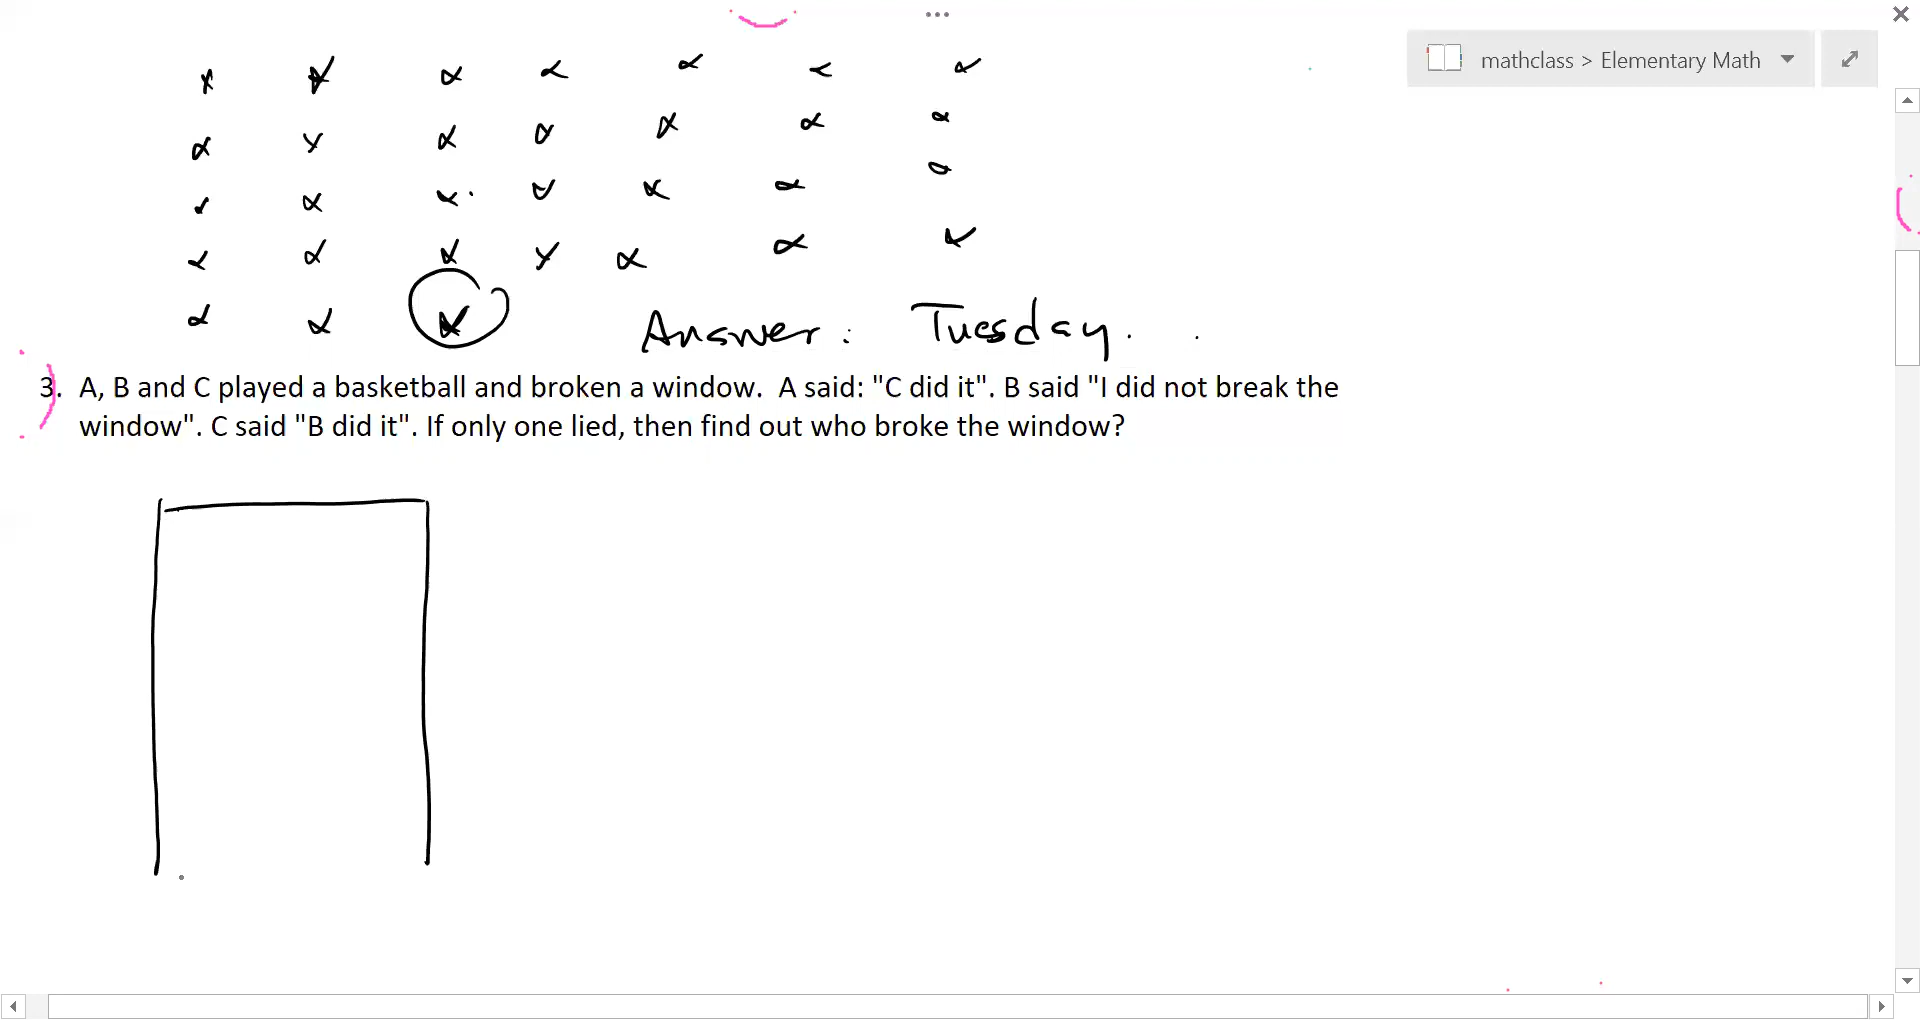 mathclass > Elementary Math
Answer: Tuesday.
3. A, B and C played a basketball and broken a window. A said: "C did it". B said "I did not break the
window". C said "B did it". If only one lied, then find out who broke the window?